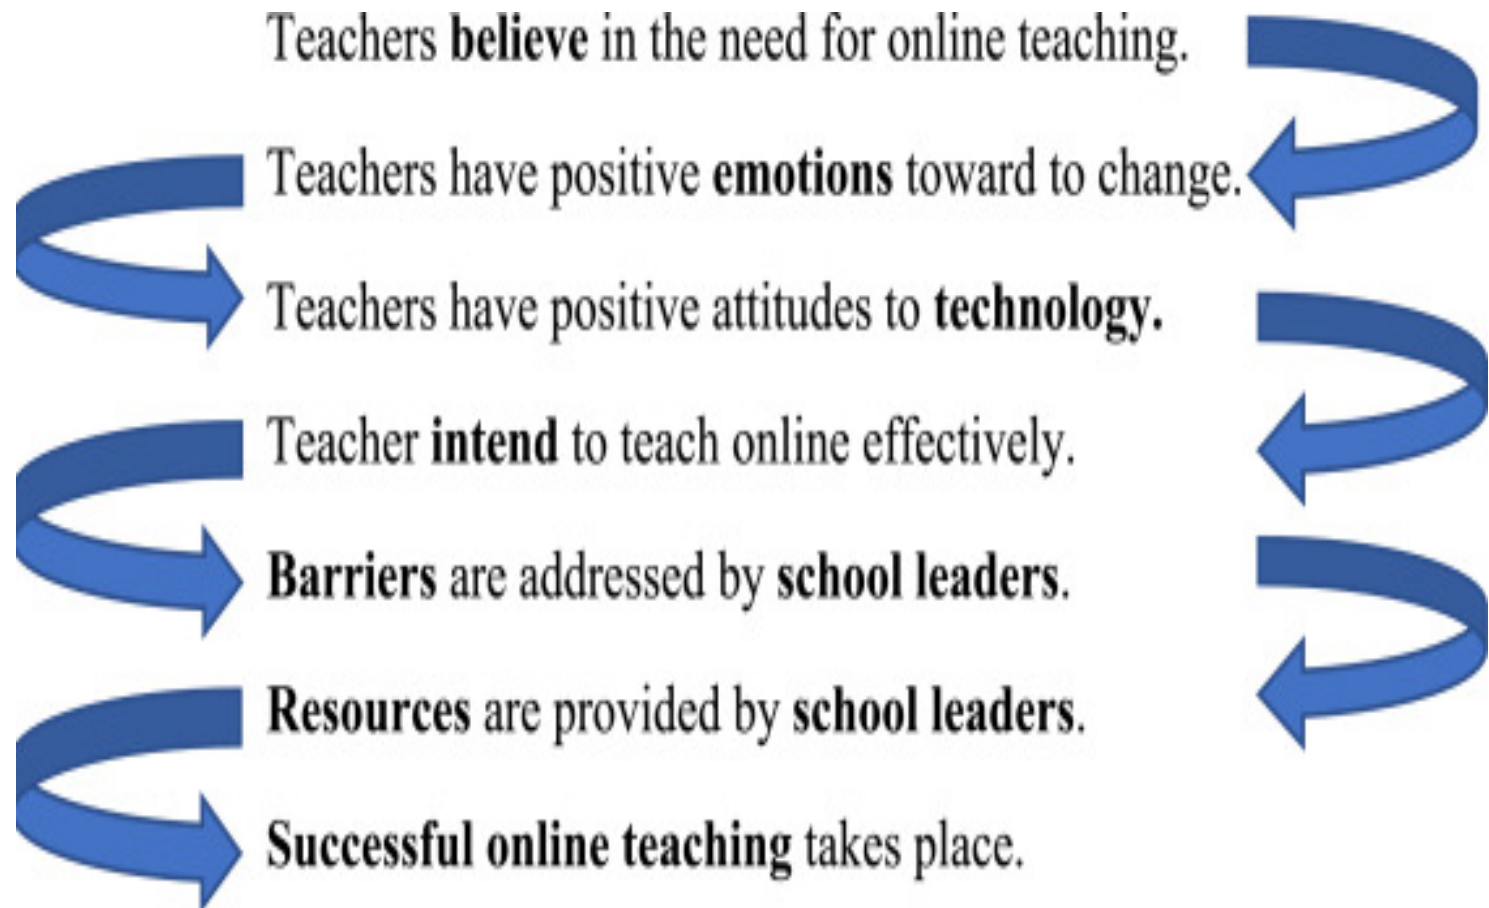 Teachers believe in the need for online teaching.
Teachers have positive emotions toward to change.
Teachers have positive attitudes to technology.
Teacher intend to teach online effectively.
Barriers are addressed by school leaders.
Resources are provided by school leaders.
Successful online teaching takes place.